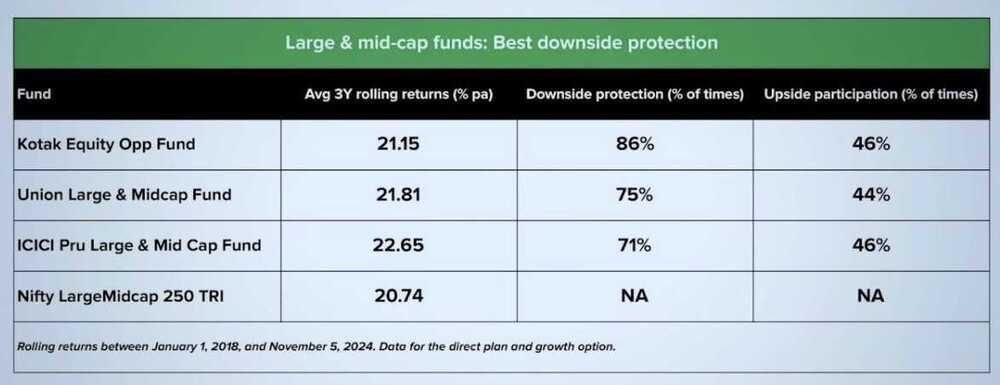 Large & mid-cap funds: Best downside protection
Fund Avg 3Y rolling returns (% pa) Downside protection (% of times) Upside participation (% of times)
Kotak Equity Opp Fund 21.15 86% 46%
Union Large & Midcap Fund 21.81 75% 44%
ICICI Pru Large & Mid Cap Fund 22.65 71% 46%
Nifty LargeMidcap 250 TRI 20.74 NA NA
Rolling returns between January 1, 2018, and November 5, 2024. Data for the direct plan and growth option.